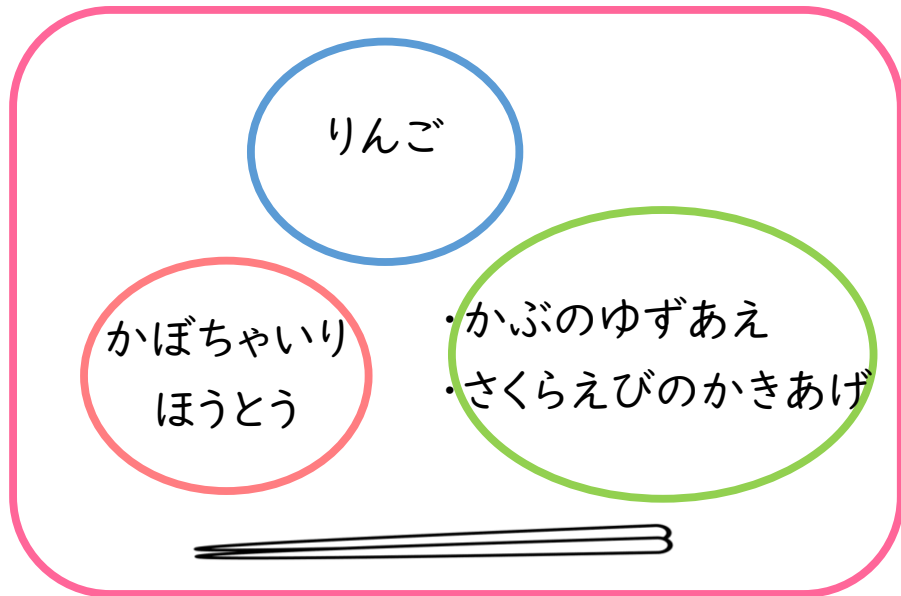 りんご
かぼちゃいり
ほうとう
・かぶのゆずあえ
・さくらえびのかきあげ